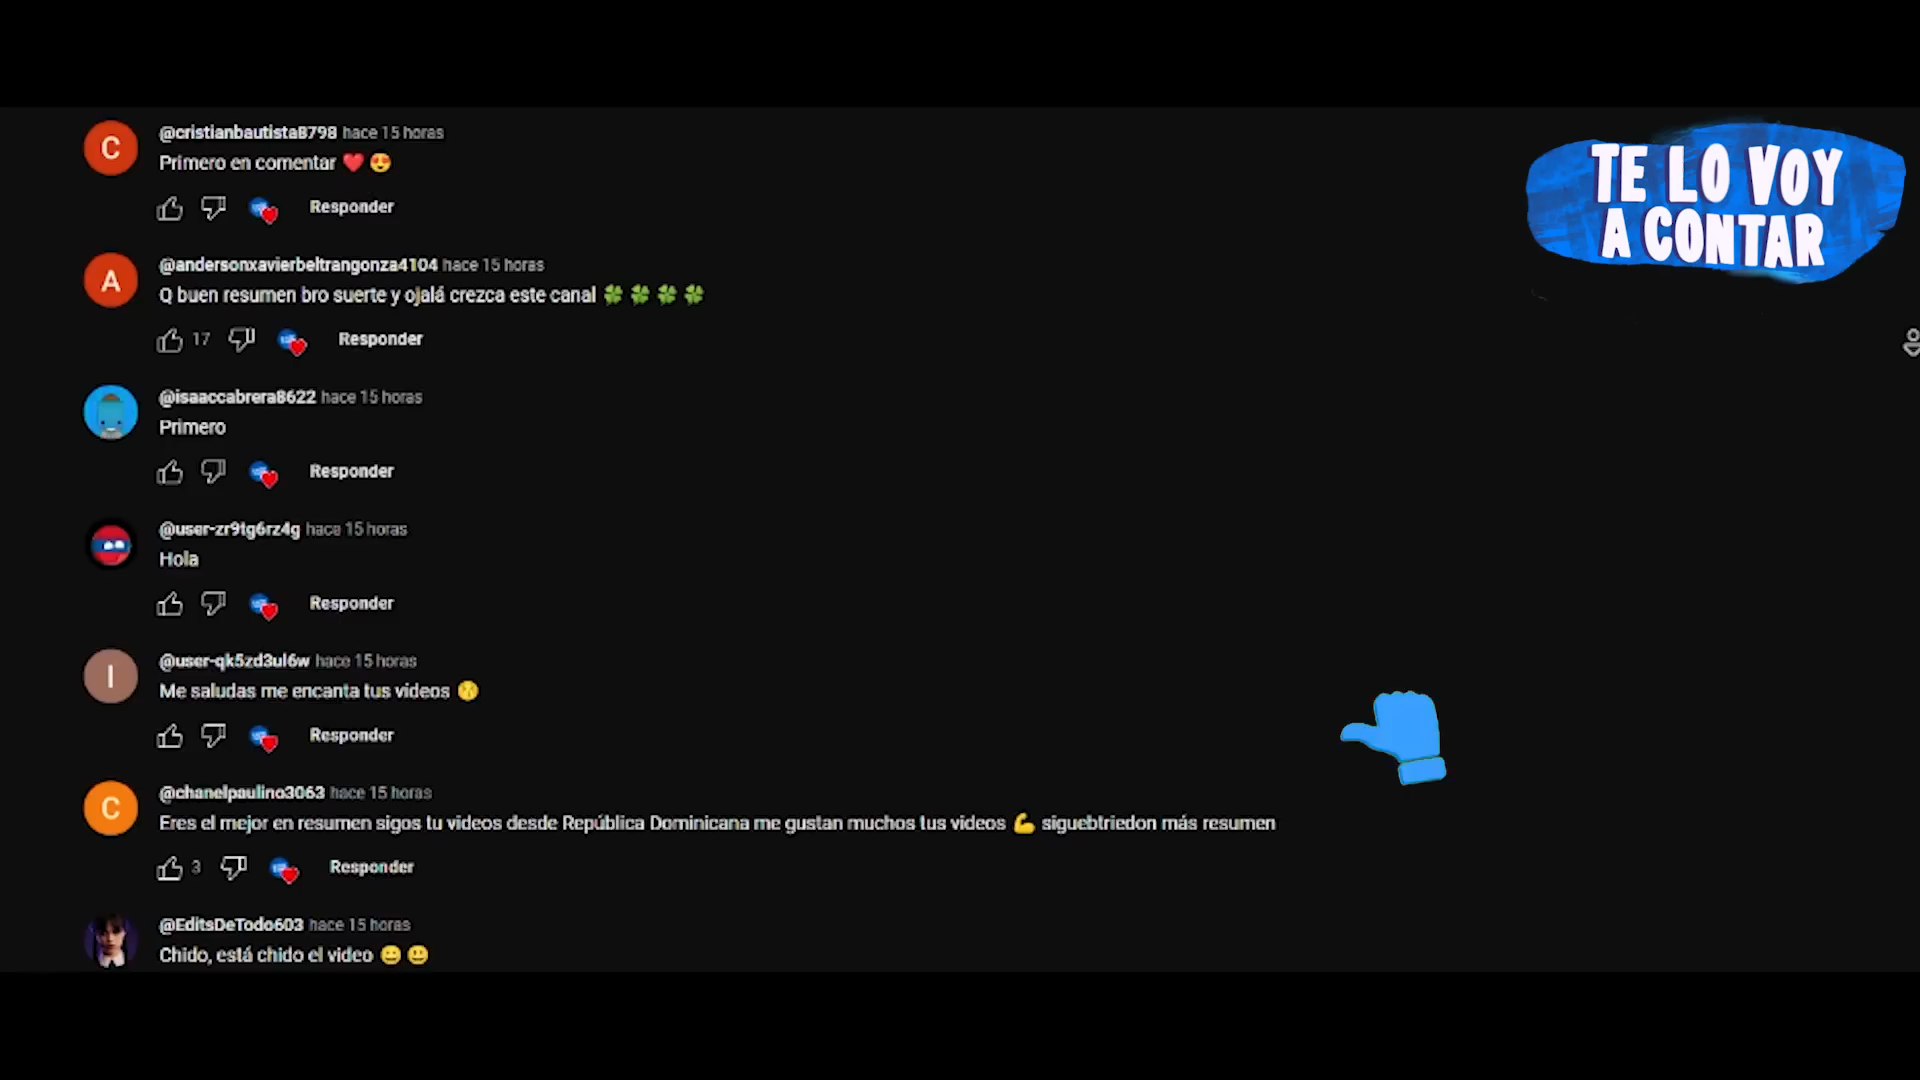 @cristianbautista8798 hace 15 horas
Primero en comentar ❤️ 😍
Responder
@andersonxavierbeltrangonza4104 hace 15 horas
Q buen resumen bro suerte y ojalá crezca este canal 🍀 🍀 🍀 🍀
17 Responder
@isaaccabrera8622 hace 15 horas
Primero
Responder
@user-zr9tg6rz4g hace 15 horas
Hola
Responder
@user-qk5zd3ul6w hace 15 horas
Me saludas me encanta tus videos 🤗
Responder
@chanelpaulino3063 hace 15 horas
Eres el mejor en resumen sigos tu videos desde República Dominicana me gustan muchos tus videos 💪 siguebtriedon más resumen
3 Responder
@EditsDeTodo603 hace 15 horas
Chido, está chido el video 😀 😃
TE LO VOY
A CONTAR
C
A
I
C